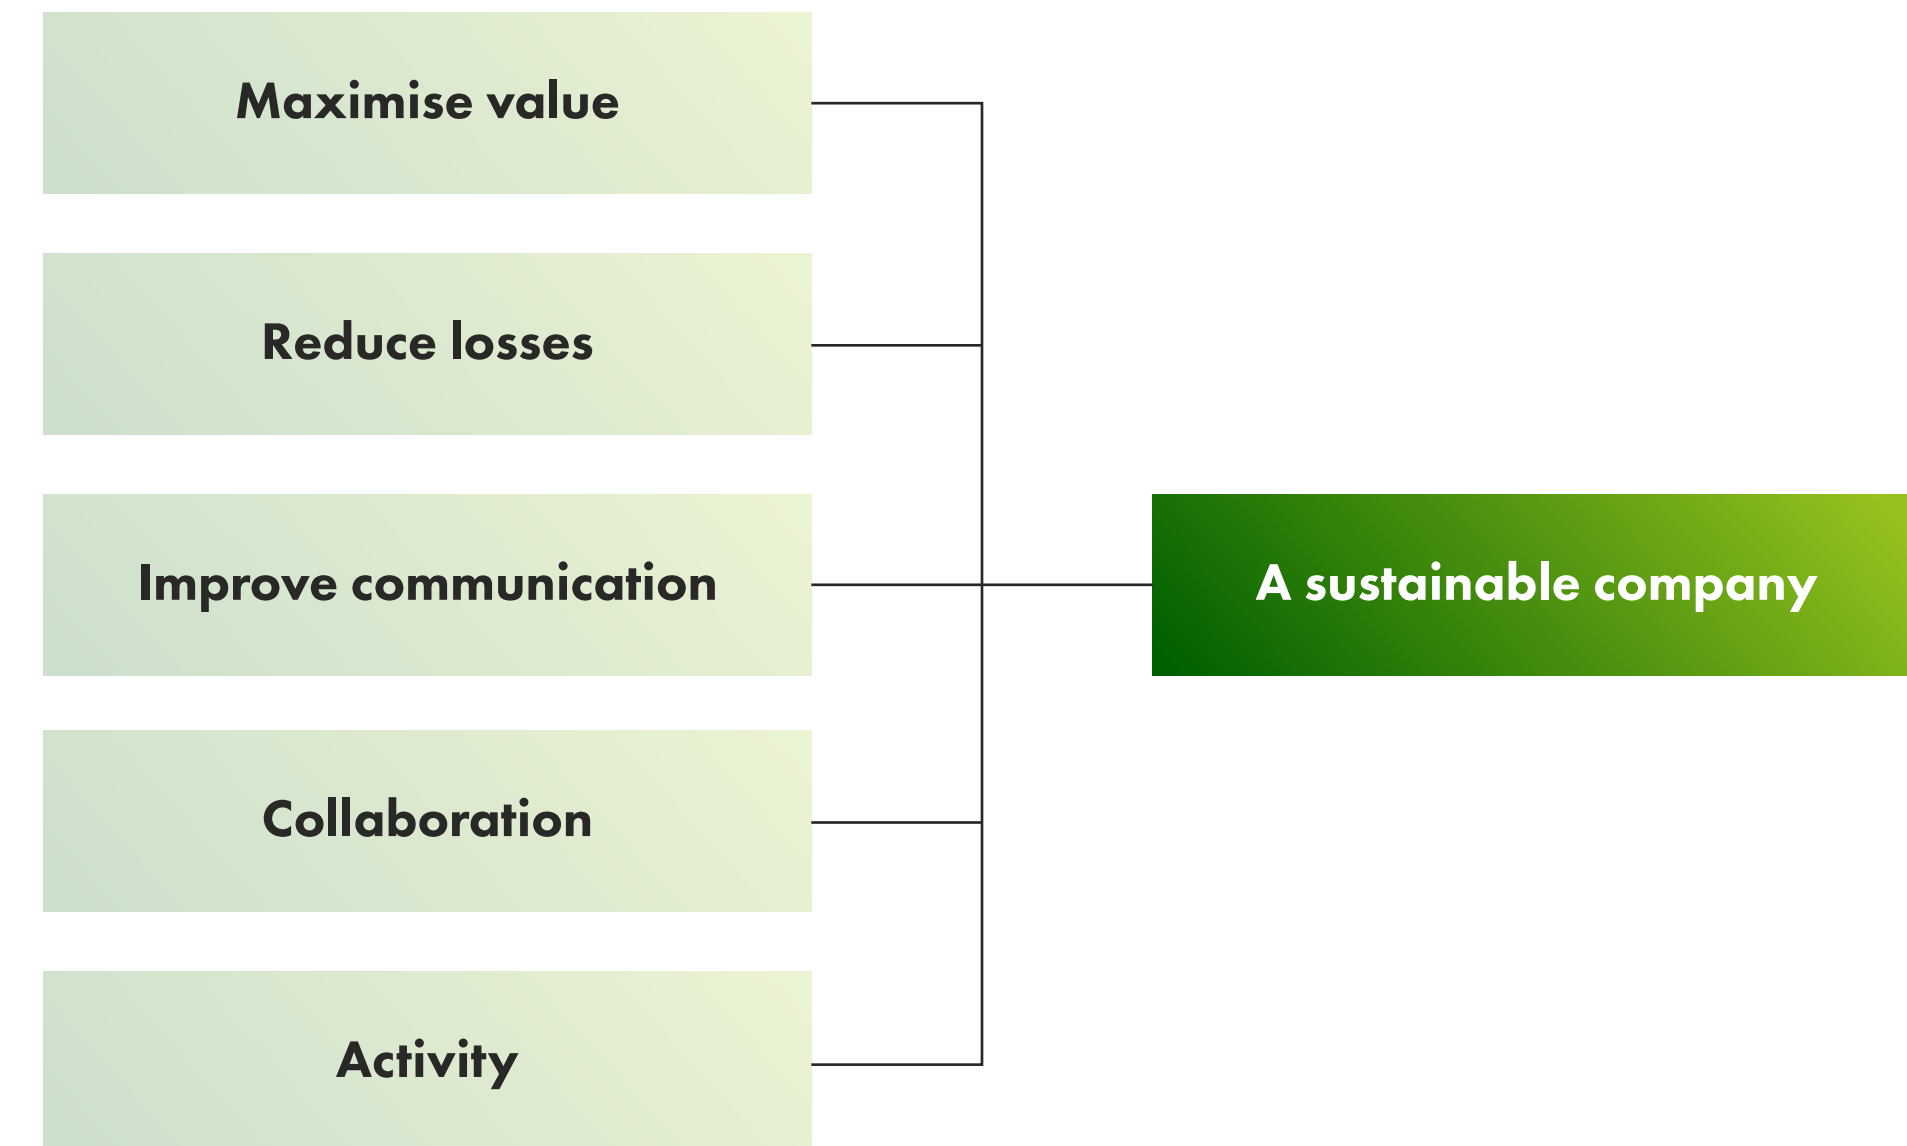 Maximise value
Reduce losses
Improve communication
A sustainable company
Collaboration
Activity